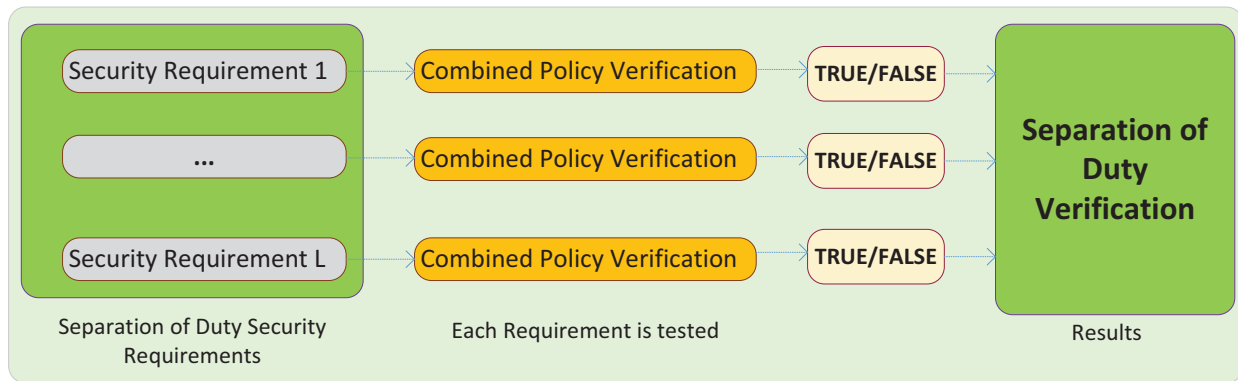 Security Requirement 1
Combined Policy Verification
TRUE/FALSE
...
Combined Policy Verification
TRUE/FALSE
Security Requirement L
Combined Policy Verification
TRUE/FALSE
Separation of
Duty
Verification
Separation of Duty Security
Requirements
Each Requirement is tested
Results